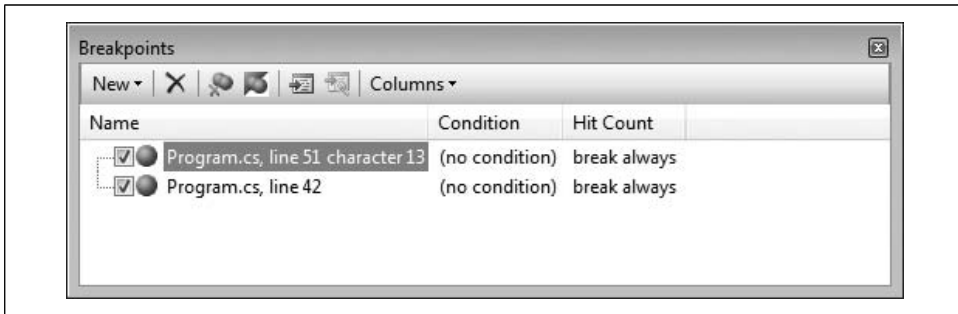 Breakpoints
New Columns
Name Condition Hit Count
Program.cs, line 51 character 13 (no condition) break always
Program.cs, line 42 (no condition) break always